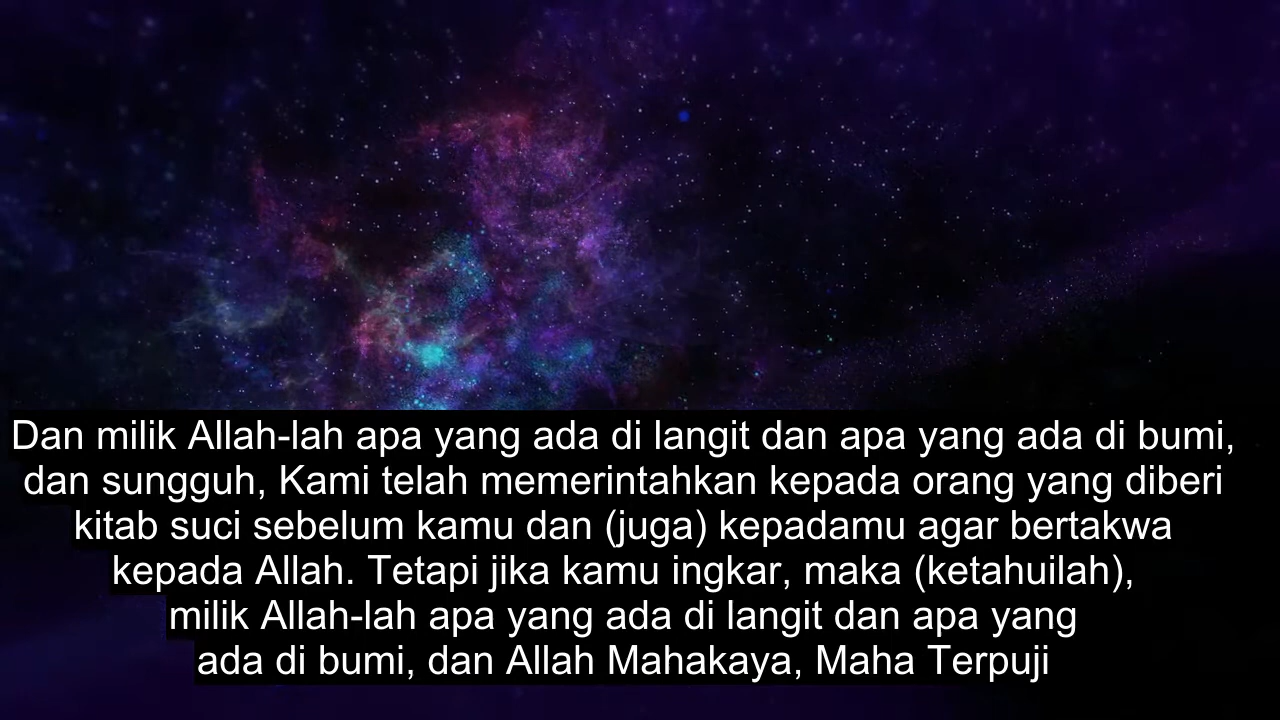 Dan milik Allah-lah apa yang ada di langit dan apa yang ada di bumi,
dan sungguh, Kami telah memerintahkan kepada orang yang diberi
kitab suci sebelum kamu dan (juga) kepadamu agar bertakwa
kepada Allah. Tetapi jika kamu ingkar, maka (ketahuilah),
milik Allah-lah apa yang ada di langit dan apa yang
ada di bumi, dan Allah Mahakaya, Maha Terpuji